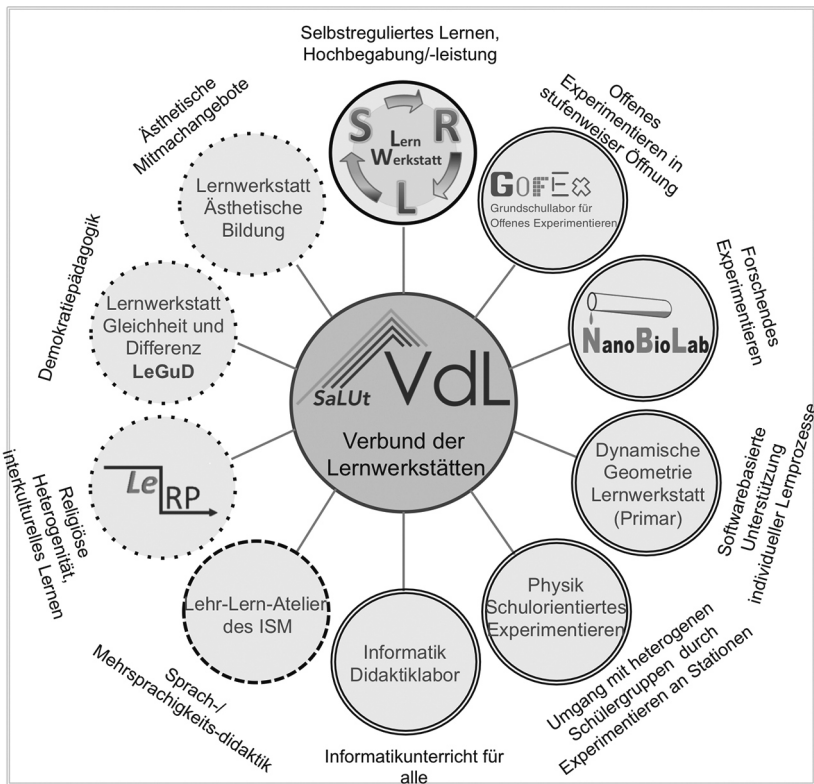 Selbstreguliertes Lernen,
Hochbegabung/-leistung
S R
Lern
Werkstatt
L
Offenes
Experimentieren in
stufenweiser Öffnung
GOFEX
Grundschullabor für
Offenes Experimentieren
Forschendes
Experimentieren
NanoBioLab
Softwarebasierte
Unterstützung
individueller Lernprozesse
Dynamische
Geometrie
Lernwerkstatt
(Primar)
Umgang mit heterogenen
Schülergruppen durch
Experimentieren an Stationen
Physik
Schulorientiertes
Experimentieren
Informatik
Didaktiklabor
Informatikunterricht für
alle
Lehr-Lern-Atelier
des ISM
Sprach-/
Mehrsprachigkeits-didaktik
Le
RP
Religiöse
Heterogenität,
interkulturelles Lernen
Lernwerkstatt
Gleichheit und
Differenz
LeGuD
Demokratiepädagogik
Lernwerkstatt
Ästhetische
Bildung
Ästhetische
Mitmachangebote
SaLUt VdL
Verbund der
Lernwerkstätten